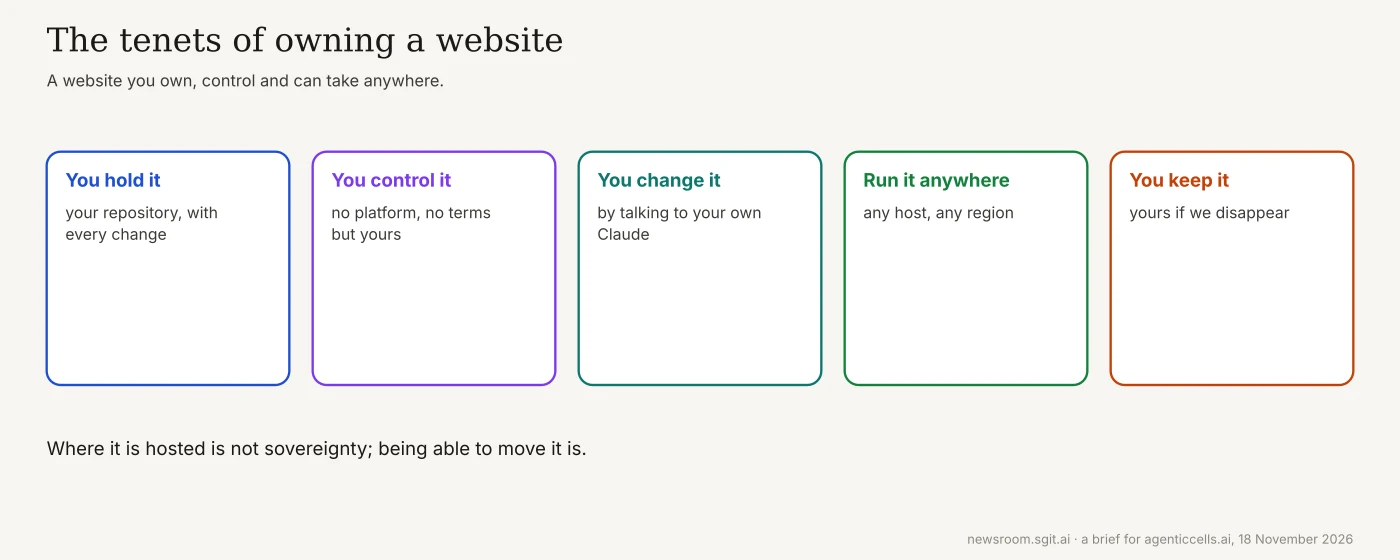 The tenets of owning a website
A website you own, control and can take anywhere.
You hold it
your repository, with
every change
You control it
no platform, no terms
but yours
You change it
by talking to your own
Claude
Run it anywhere
any host, any region
You keep it
yours if we disappear
Where it is hosted is not sovereignty; being able to move it is.
newsroom.sgit.ai · a brief for agenticcells.ai, 18 November 2026